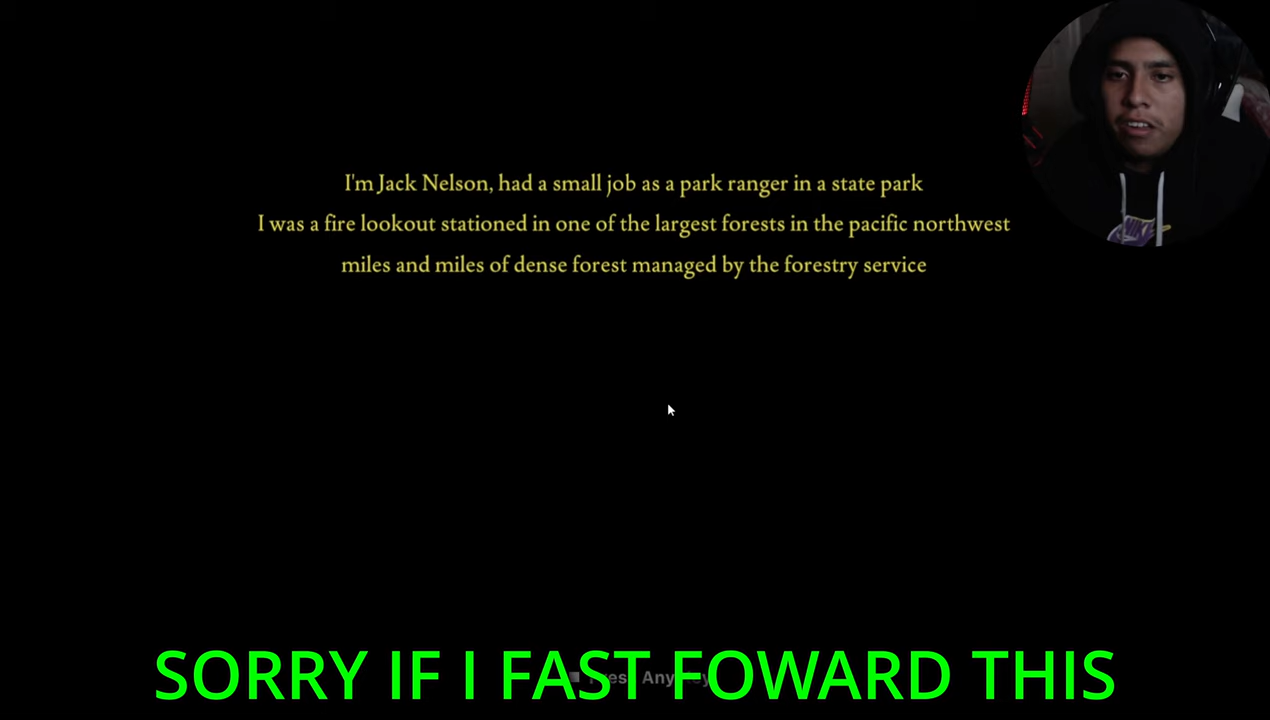 I'm Jack Nelson, had a small job as a park ranger in a state park
I was a fire lookout stationed in one of the largest forests in the pacific northwest
miles and miles of dense forest managed by the forestry service
NIKE
SORRY IF I FAST FOWARD THIS